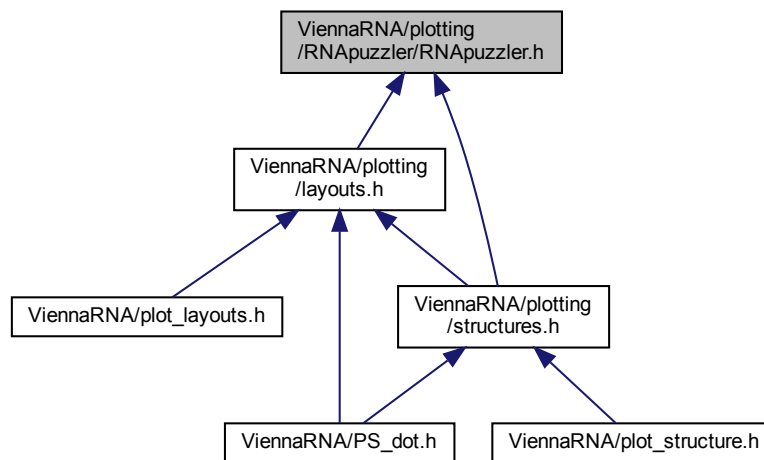 ViennaRNA/plotting
/RNApuzzler/RNApuzzler.h
ViennaRNA/plotting
/layouts.h
ViennaRNA/plot_layouts.h
ViennaRNA/plotting
/structures.h
ViennaRNA/PS_dot.h
ViennaRNA/plot_structure.h